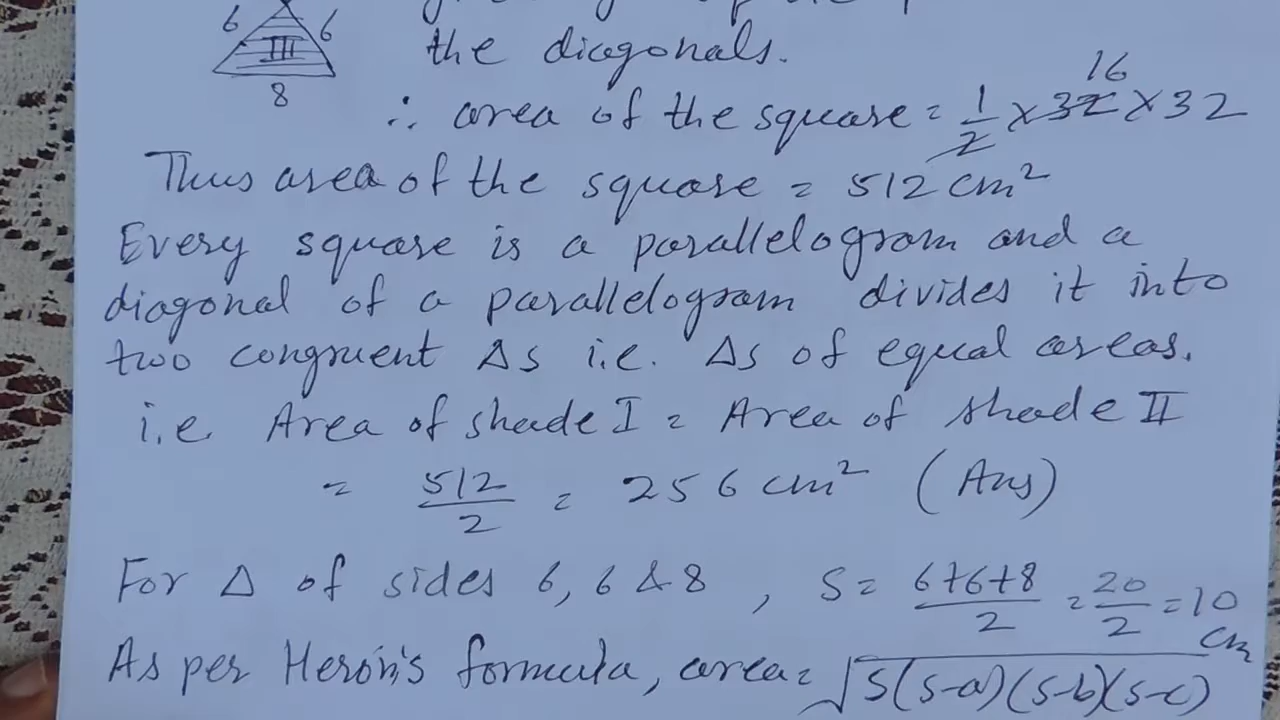 6 6
III
8
the diagonals.
16
∴ area of the square = 1/2 × 32 × 32
Thus area of the square = 512 cm²
Every square is a parallelogram and a
diagonal of a parallelogram divides it into
two congruent Δs i.e. Δs of equal areas.
i.e Area of shade I = Area of shade II
= 512/2 = 256 cm² (Ans)
For Δ of sides 6, 6 & 8 , S = 6+6+8/2 = 20/2 = 10 cm
As per Heron's formula, area = √S(s-a)(s-b)(s-c)